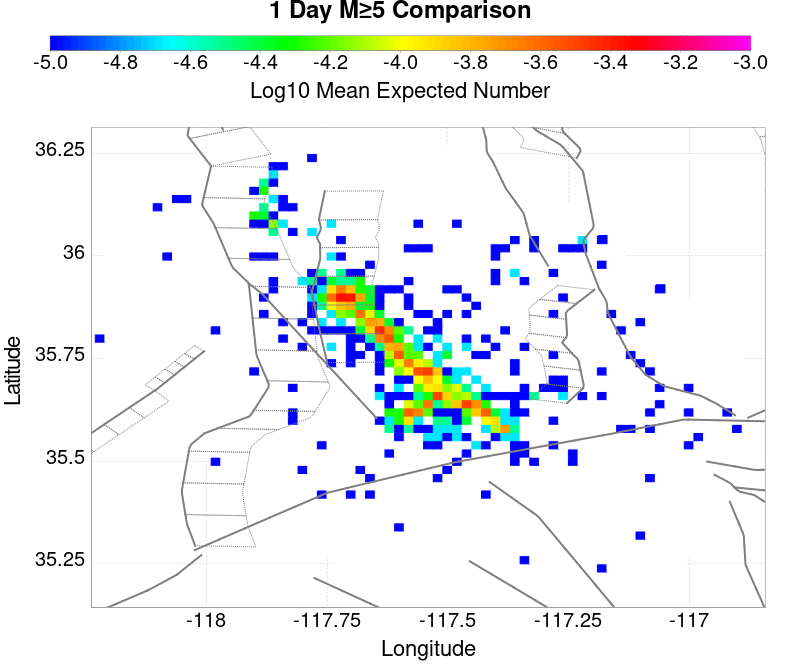 1 Day M≥5 Comparison
-5.0 -4.8 -4.6 -4.4 -4.2 -4.0 -3.8 -3.6 -3.4 -3.2 -3.0
Log10 Mean Expected Number
36.25
36
35.75
35.5
35.25
Latitude
-118 -117.75 -117.5 -117.25 -117
Longitude